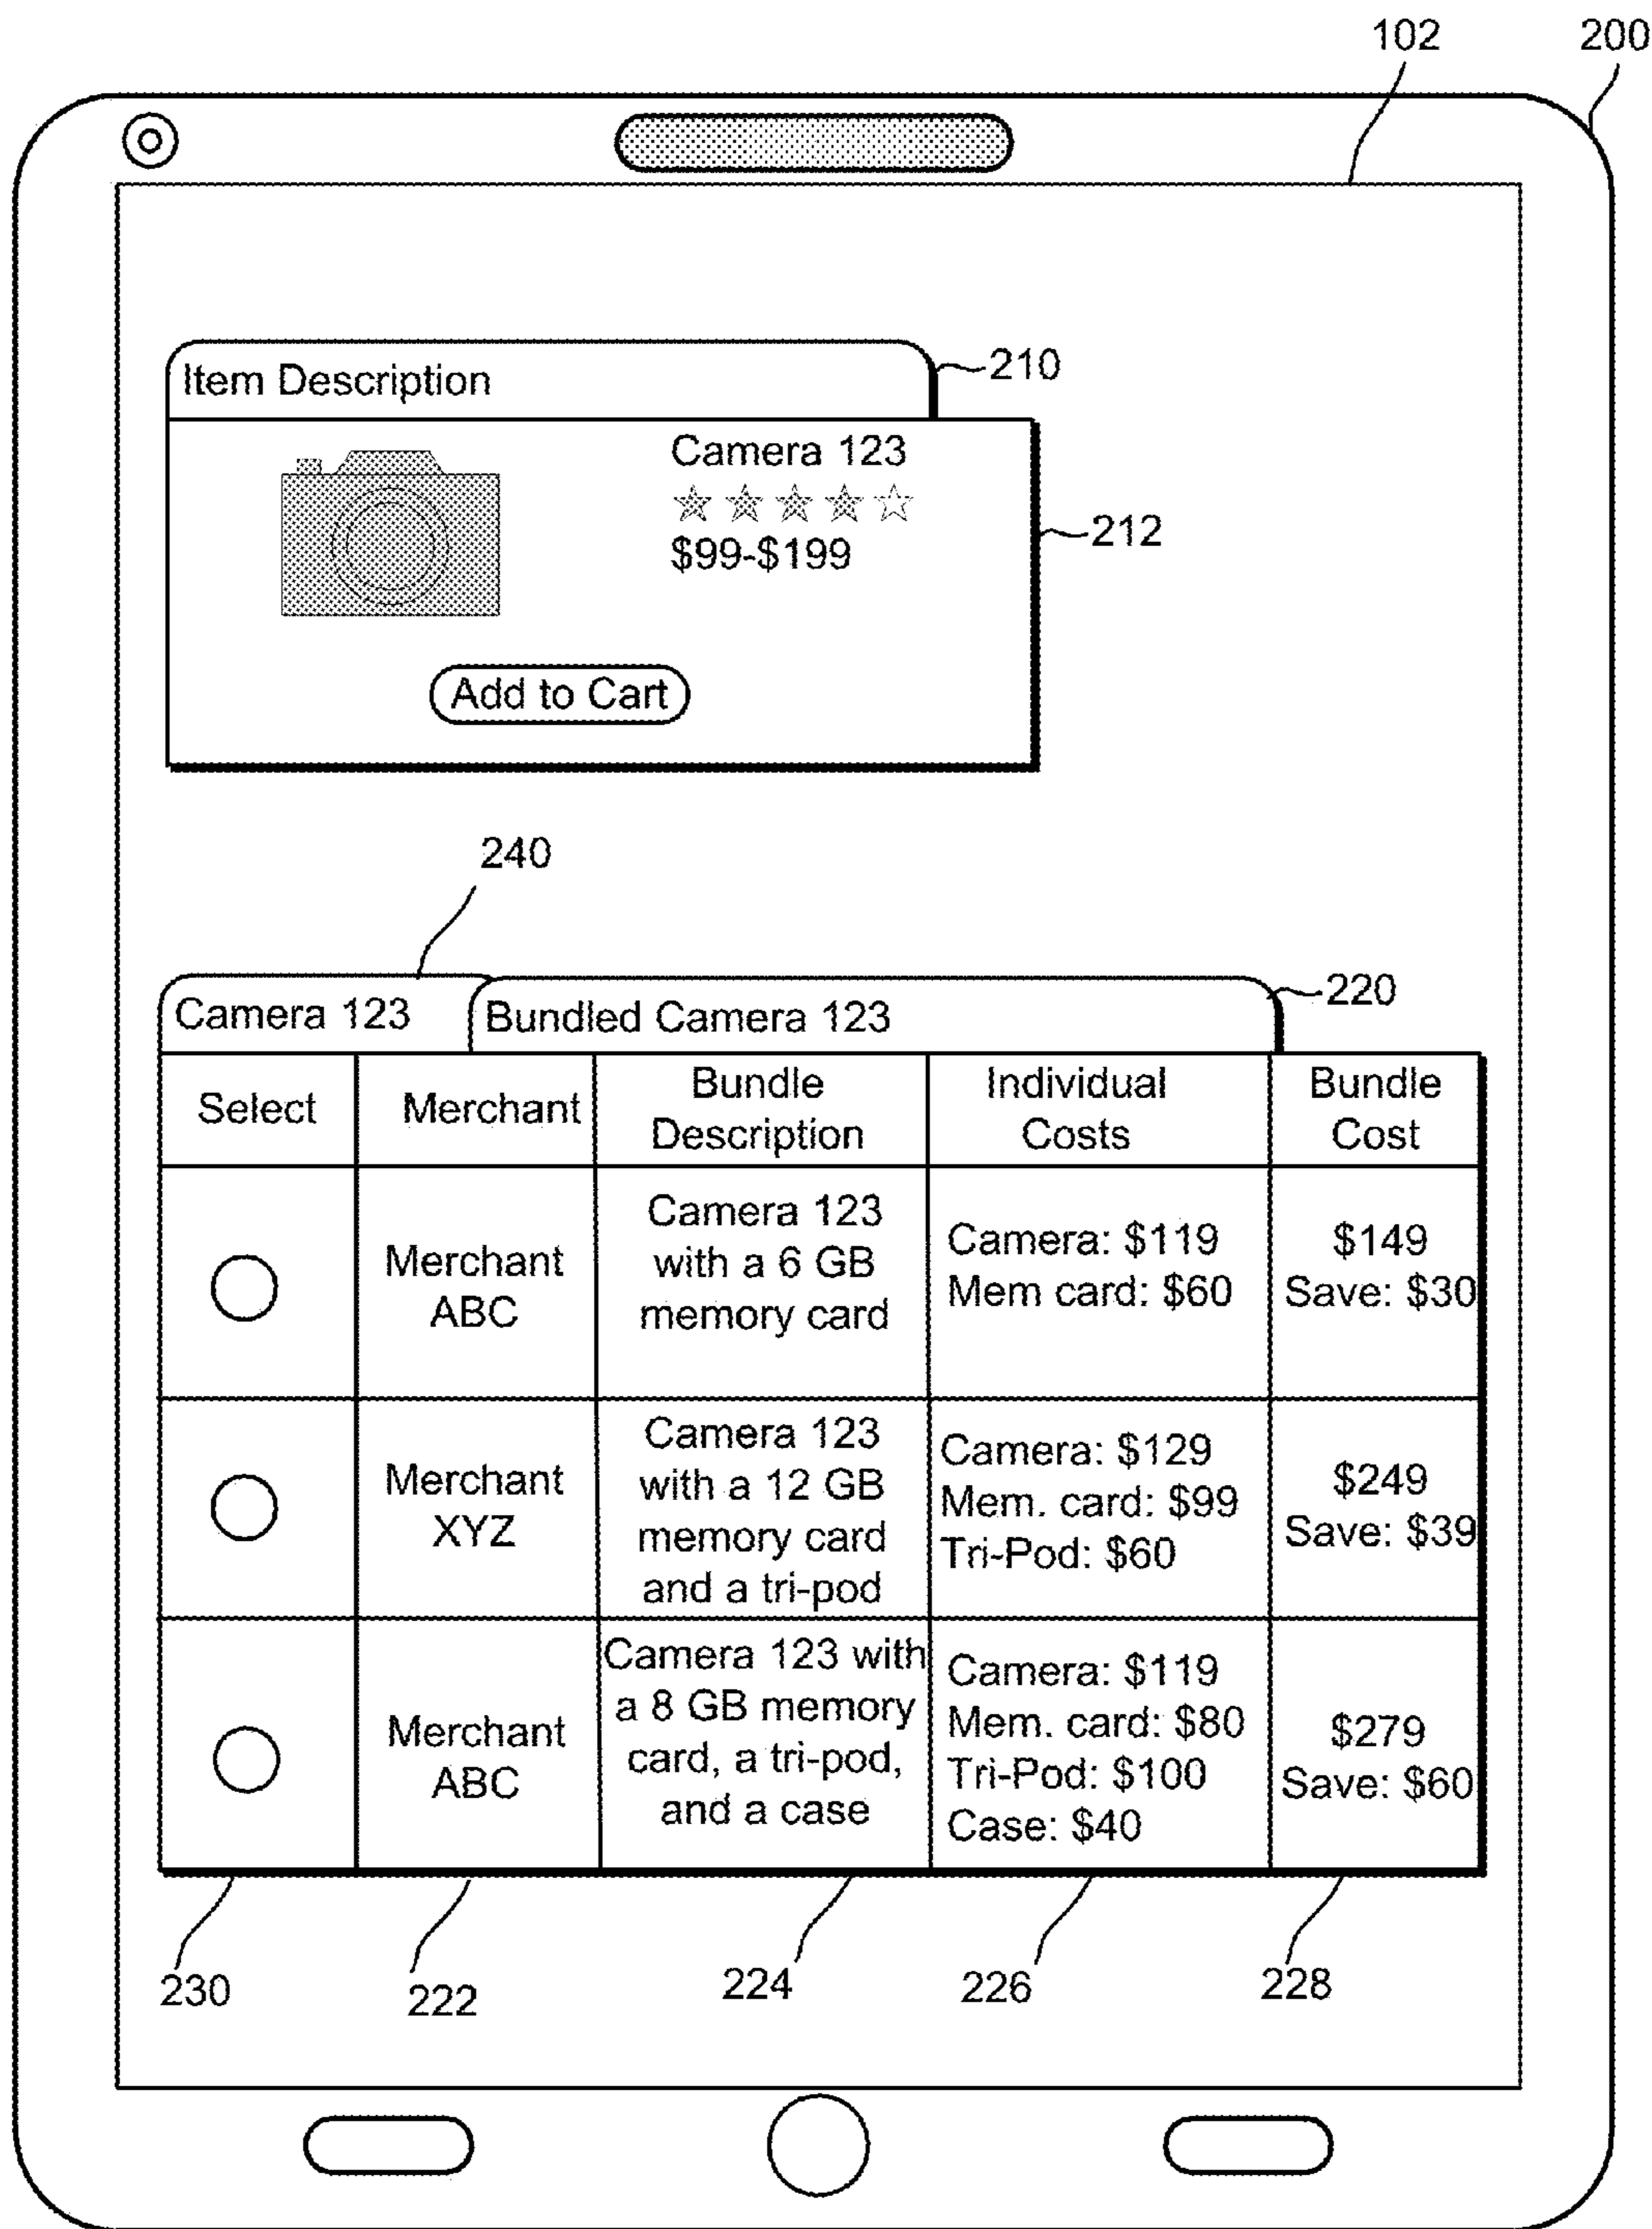 102
200
Item Description
210
Camera 123
$99-$199
212
Add to Cart
240
Camera 123
Bundled Camera 123
220
Select
Merchant
Bundle
Description
Individual
Costs
Bundle
Cost
Merchant
ABC
Camera 123
with a 6 GB
memory card
Camera: $119
Mem card: $60
$149
Save: $30
Merchant
XYZ
Camera 123
with a 12 GB
memory card
and a tri-pod
Camera: $129
Mem. card: $99
Tri-Pod: $60
$249
Save: $39
Merchant
ABC
Camera 123 with
a 8 GB memory
card, a tri-pod,
and a case
Camera: $119
Mem. card: $80
Tri-Pod: $100
Case: $40
$279
Save: $60
230
222
224
226
228